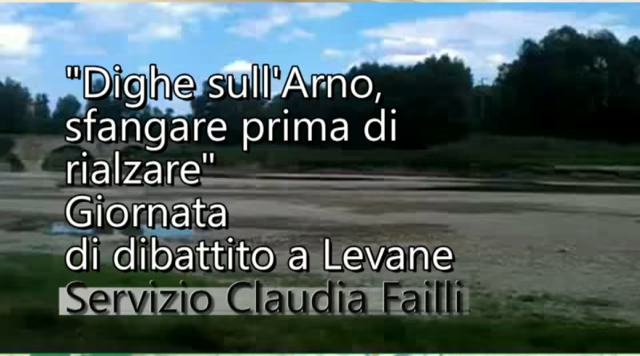 "Dighe sull'Arno,
sfangare prima di
rialzare"
Giornata
di dibattito a Levane
Servizio Claudia Failli